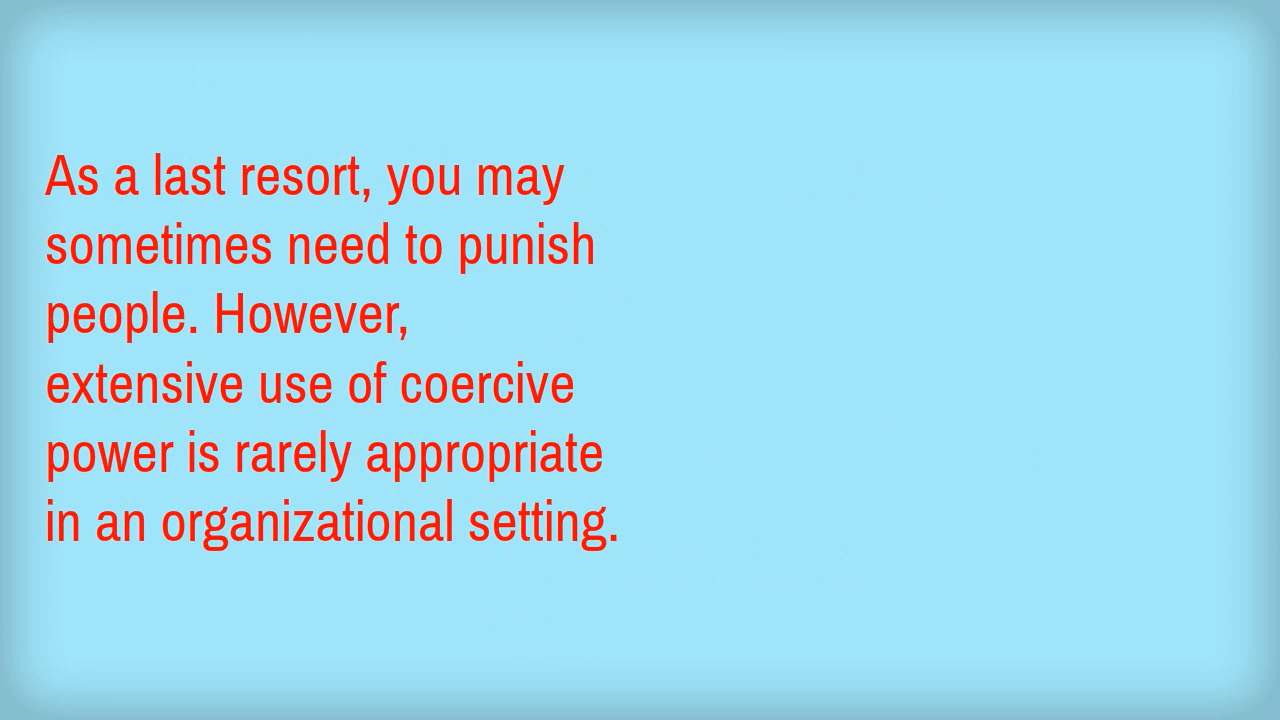 As a last resort, you may
sometimes need to punish
people. However,
extensive use of coercive
power is rarely appropriate
in an organizational setting.